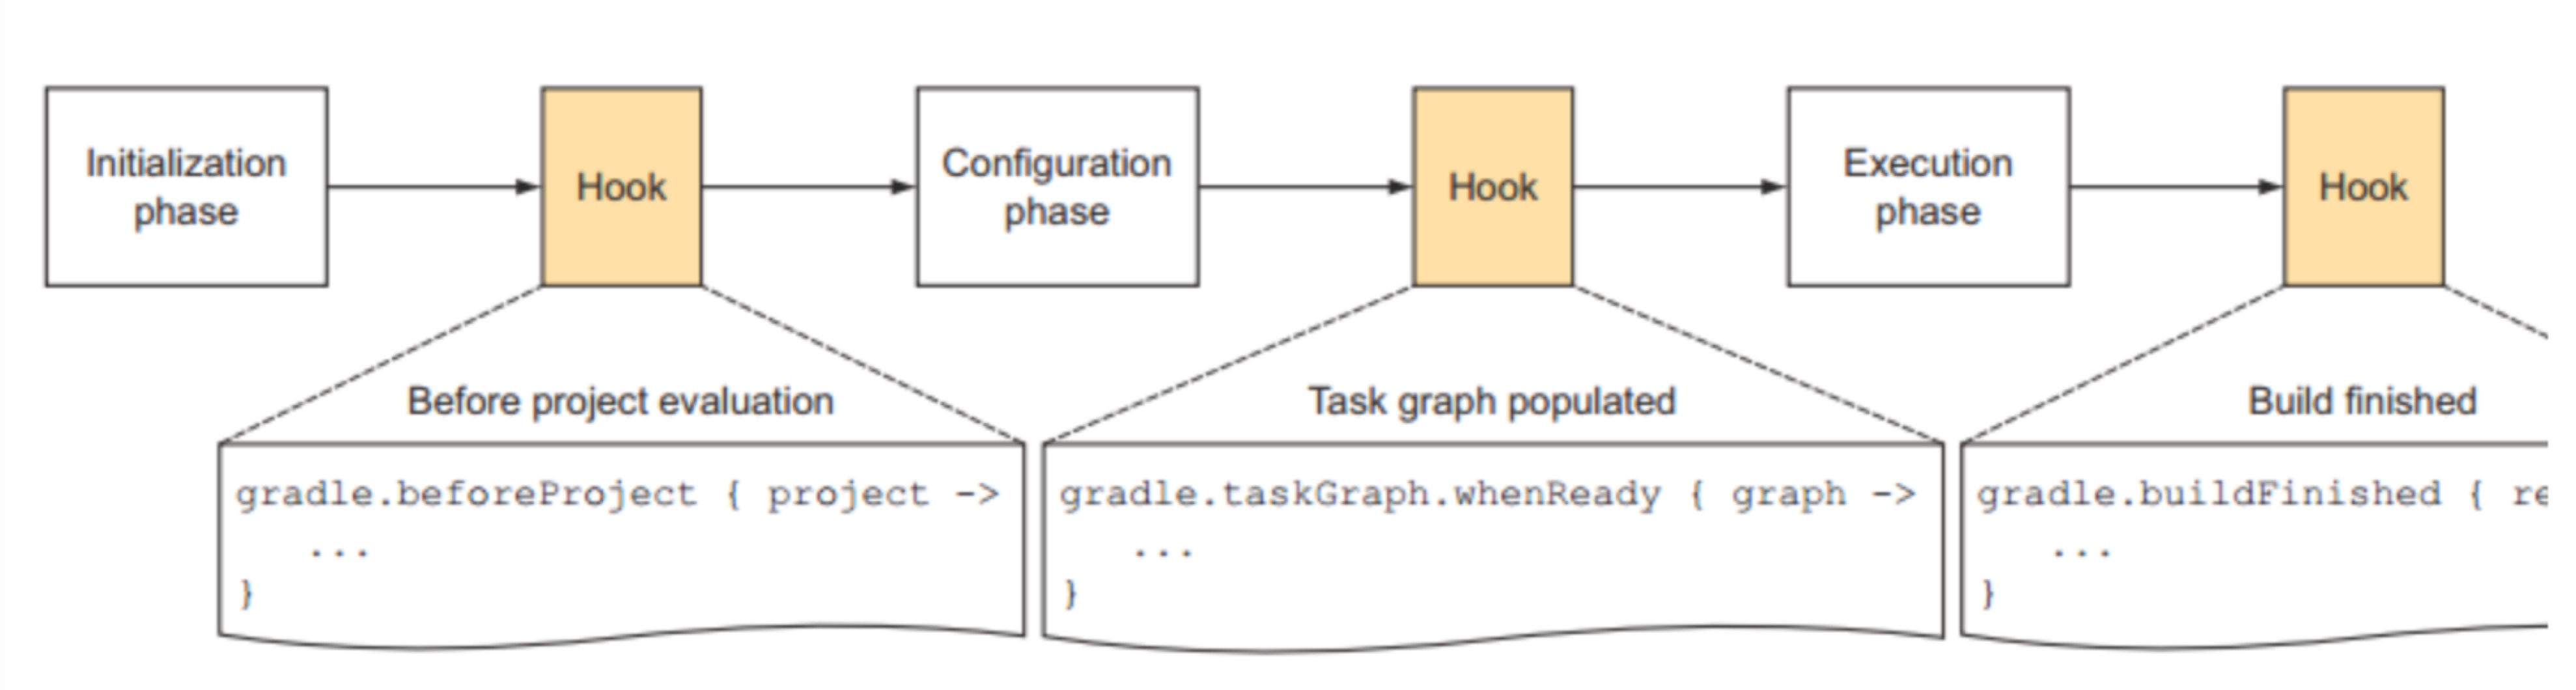 Initialization
phase
Hook
Configuration
phase
Hook
Execution
phase
Hook
Before project evaluation
gradle.beforeProject { project ->
...
}
Task graph populated
gradle.taskGraph.whenReady { graph ->
...
}
Build finished
gradle.buildFinished { re
...
}